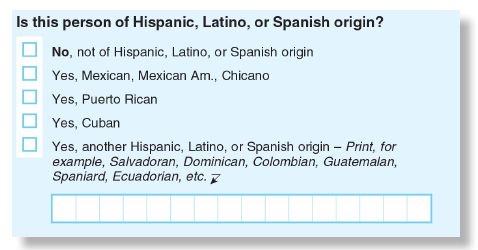 Is this person of Hispanic, Latino, or Spanish origin?
No, not of Hispanic, Latino, or Spanish origin
Yes, Mexican, Mexican Am., Chicano
Yes, Puerto Rican
Yes, Cuban
Yes, another Hispanic, Latino, or Spanish origin – Print, for
example, Salvadoran, Dominican, Colombian, Guatemalan,
Spaniard, Ecuadorian, etc.